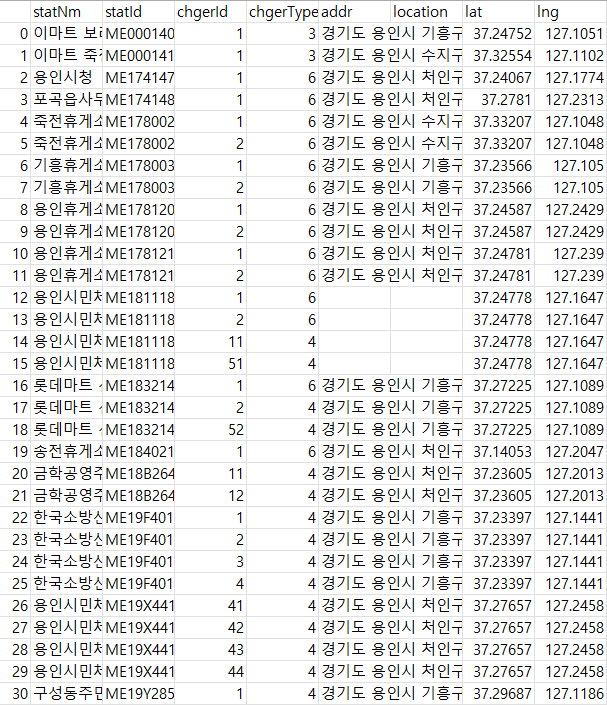 statNm statId chgerId chgerType addr location lat lng
0 이마트 ME000140 1 3 경기도 용인시 기흥구 37.24752 127.1051
1 이마트 ME000141 1 3 경기도 용인시 수지구 37.32554 127.1102
2 용인시청 ME174147 1 6 경기도 용인시 처인구 37.24067 127.1774
3 포곡읍사무 ME174148 1 6 경기도 용인시 처인구 37.2781 127.2313
4 죽전휴게소 ME178002 1 6 경기도 용인시 수지구 37.33207 127.1048
5 죽전휴게소 ME178002 2 6 경기도 용인시 수지구 37.33207 127.1048
6 기흥휴게소 ME178003 1 6 경기도 용인시 기흥구 37.23566 127.105
7 기흥휴게소 ME178003 2 6 경기도 용인시 기흥구 37.23566 127.105
8 용인휴게소 ME178120 1 6 경기도 용인시 처인구 37.24587 127.2429
9 용인휴게소 ME178120 2 6 경기도 용인시 처인구 37.24587 127.2429
10 용인휴게소 ME178121 1 6 경기도 용인시 처인구 37.24781 127.239
11 용인휴게소 ME178121 2 6 경기도 용인시 처인구 37.24781 127.239
12 용인시민체 ME181118 1 6 37.24778 127.1647
13 용인시민체 ME181118 2 6 37.24778 127.1647
14 용인시민체 ME181118 11 4 37.24778 127.1647
15 용인시민체 ME181118 51 4 37.24778 127.1647
16 롯데마트 ME183214 1 6 경기도 용인시 기흥구 37.27225 127.1089
17 롯데마트 ME183214 2 4 경기도 용인시 기흥구 37.27225 127.1089
18 롯데마트 ME183214 52 4 경기도 용인시 기흥구 37.27225 127.1089
19 송전휴게소 ME184021 1 6 경기도 용인시 처인구 37.14053 127.2047
20 금학공영주 ME18B264 11 4 경기도 용인시 처인구 37.23605 127.2013
21 금학공영주 ME18B264 12 4 경기도 용인시 처인구 37.23605 127.2013
22 한국소방산 ME19F401 1 4 경기도 용인시 기흥구 37.23397 127.1441
23 한국소방산 ME19F401 2 4 경기도 용인시 기흥구 37.23397 127.1441
24 한국소방산 ME19F401 3 4 경기도 용인시 기흥구 37.23397 127.1441
25 한국소방산 ME19F401 4 4 경기도 용인시 기흥구 37.23397 127.1441
26 용인시민체 ME19X441 41 4 경기도 용인시 처인구 37.27657 127.2458
27 용인시민체 ME19X441 42 4 경기도 용인시 처인구 37.27657 127.2458
28 용인시민체 ME19X441 43 4 경기도 용인시 처인구 37.27657 127.2458
29 용인시민체 ME19X441 44 4 경기도 용인시 처인구 37.27657 127.2458
30 구성동주민 ME19Y285 1 4 경기도 용인시 기흥구 37.29687 127.1186